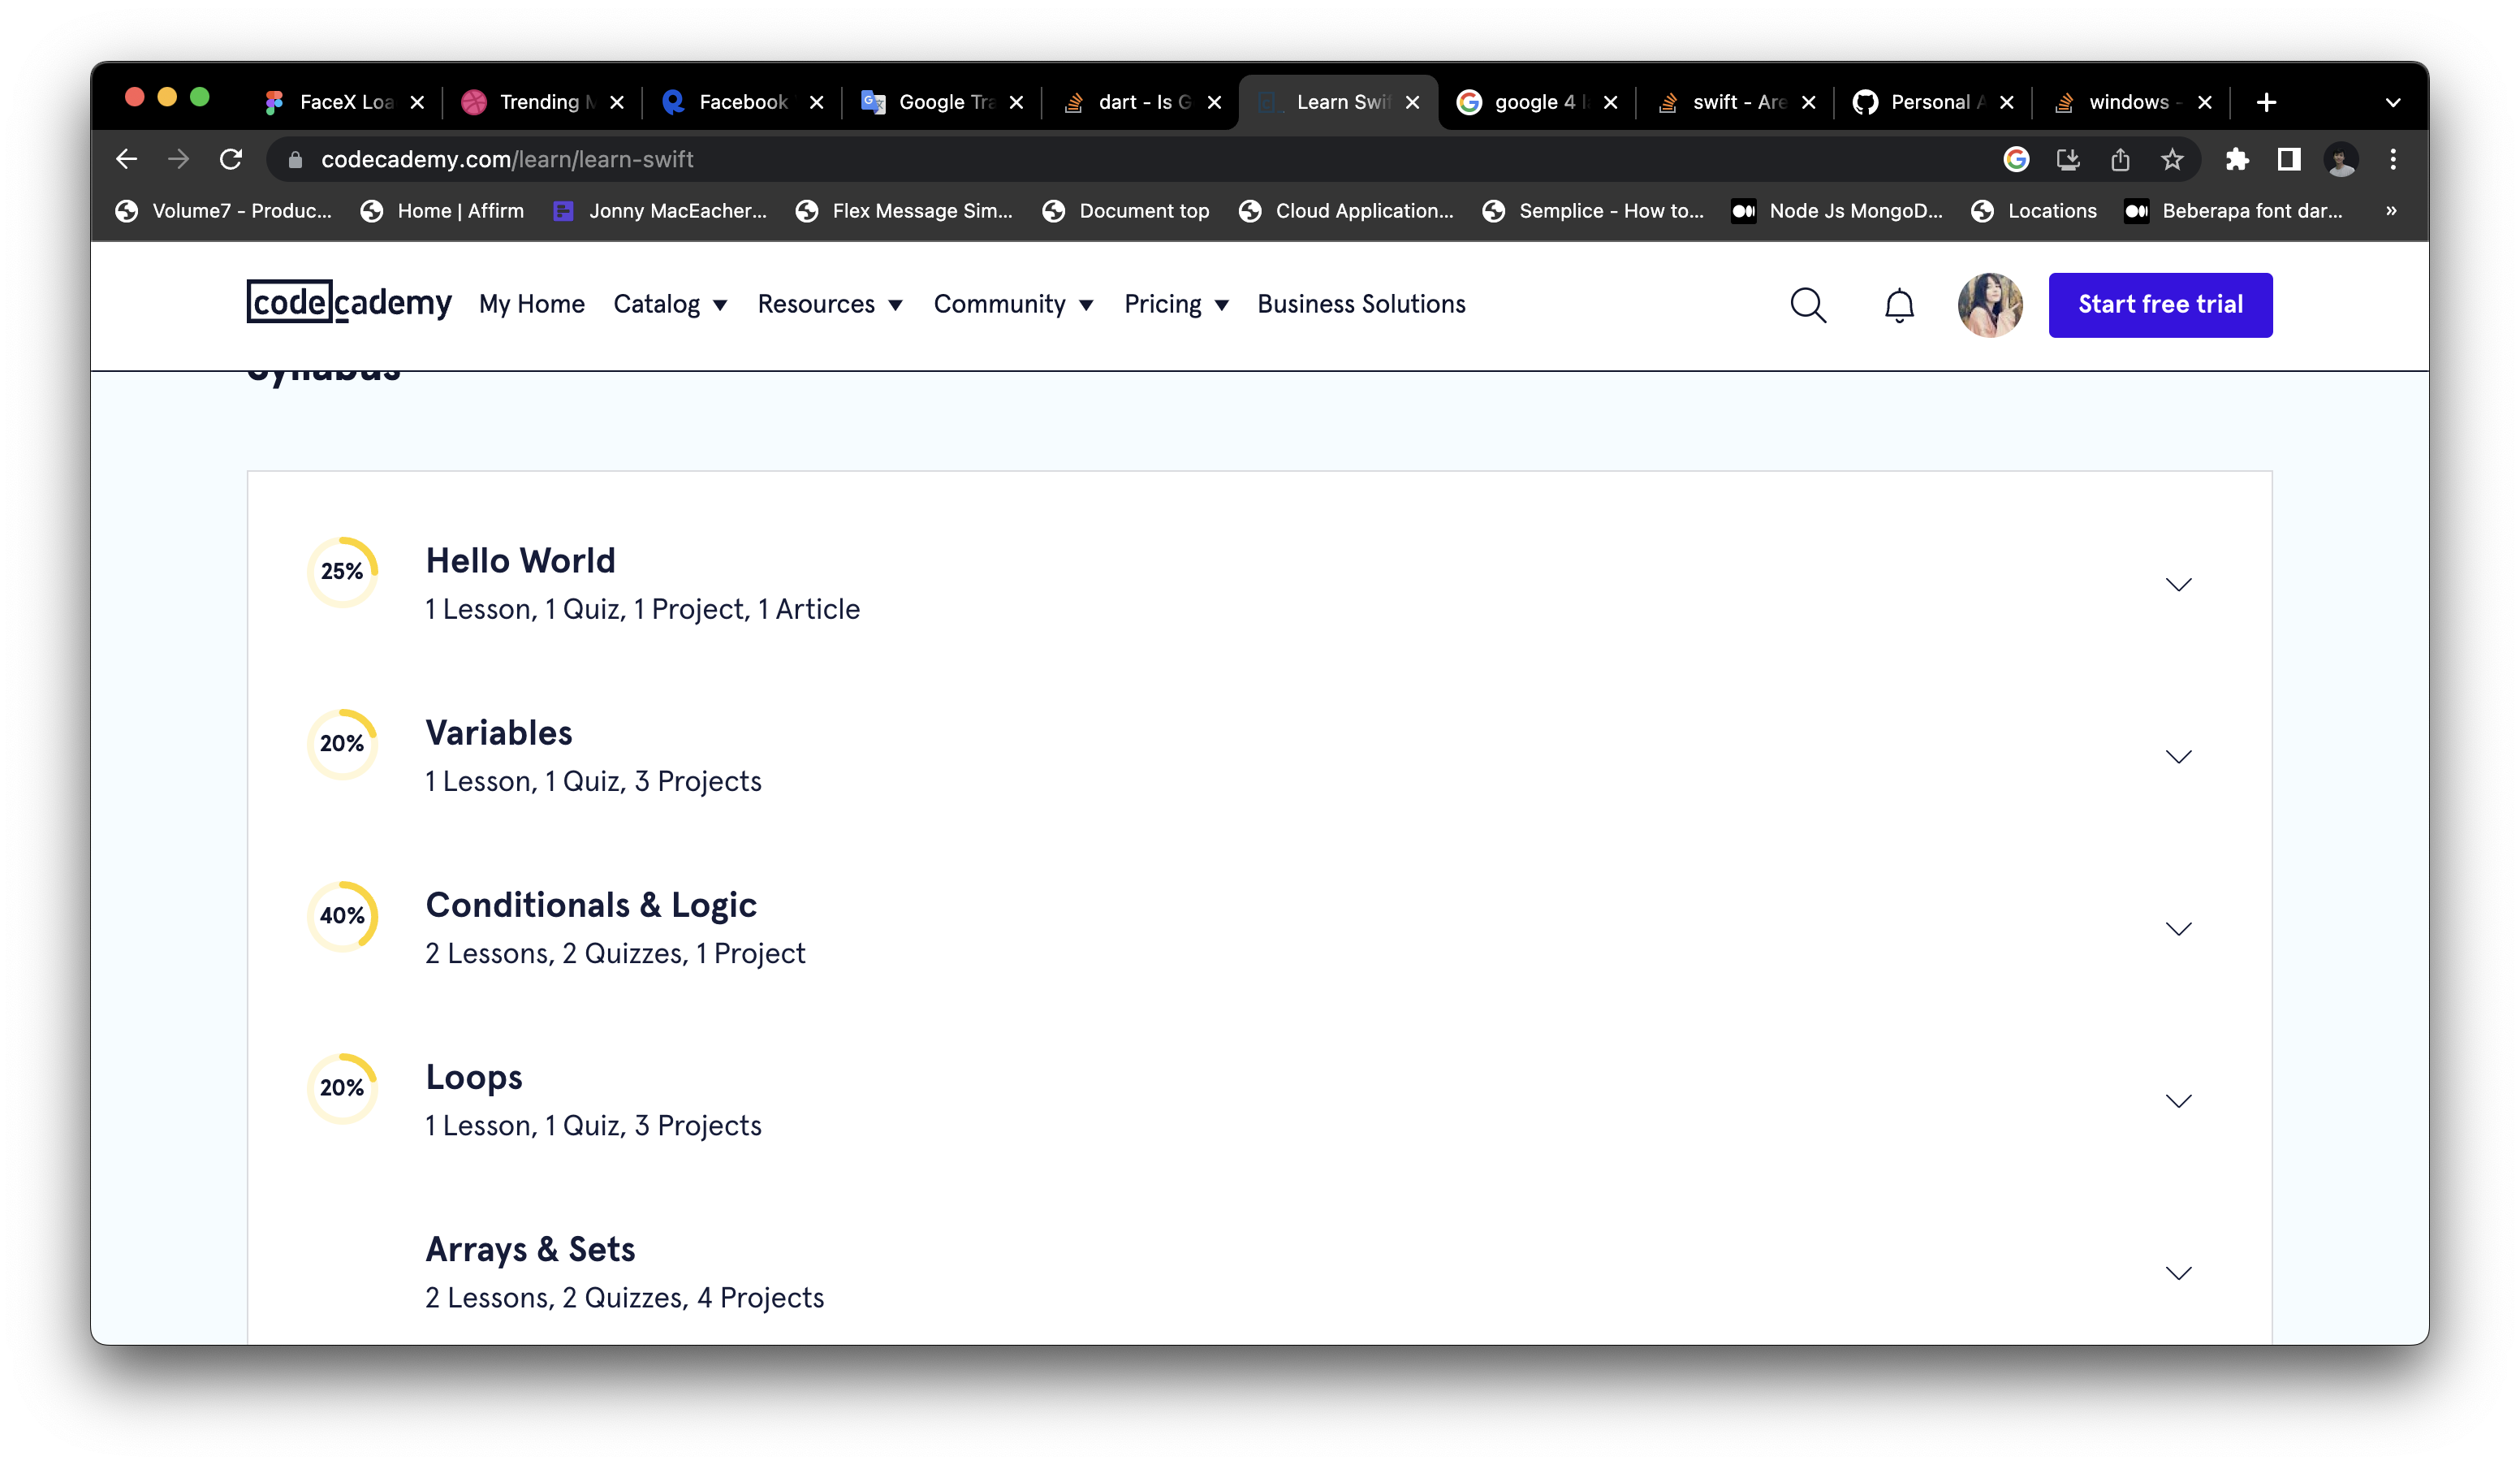 FaceX Loa
Trending M
Facebook
Google Tra
dart - Is G
Learn Swif
google 4 l
swift - Are
Personal A
windows -
codecademy.com/learn/learn-swift
Volume7 - Produc...
Home | Affirm
Jonny MacEacher...
Flex Message Sim...
Document top
Cloud Application...
Semplice - How to...
Node Js MongoD...
Locations
Beberapa font dar...
»
codecademy
My Home
Catalog
Resources
Community
Pricing
Business Solutions
Start free trial
Syllabus
25%
Hello World
1 Lesson, 1 Quiz, 1 Project, 1 Article
20%
Variables
1 Lesson, 1 Quiz, 3 Projects
40%
Conditionals & Logic
2 Lessons, 2 Quizzes, 1 Project
20%
Loops
1 Lesson, 1 Quiz, 3 Projects
Arrays & Sets
2 Lessons, 2 Quizzes, 4 Projects